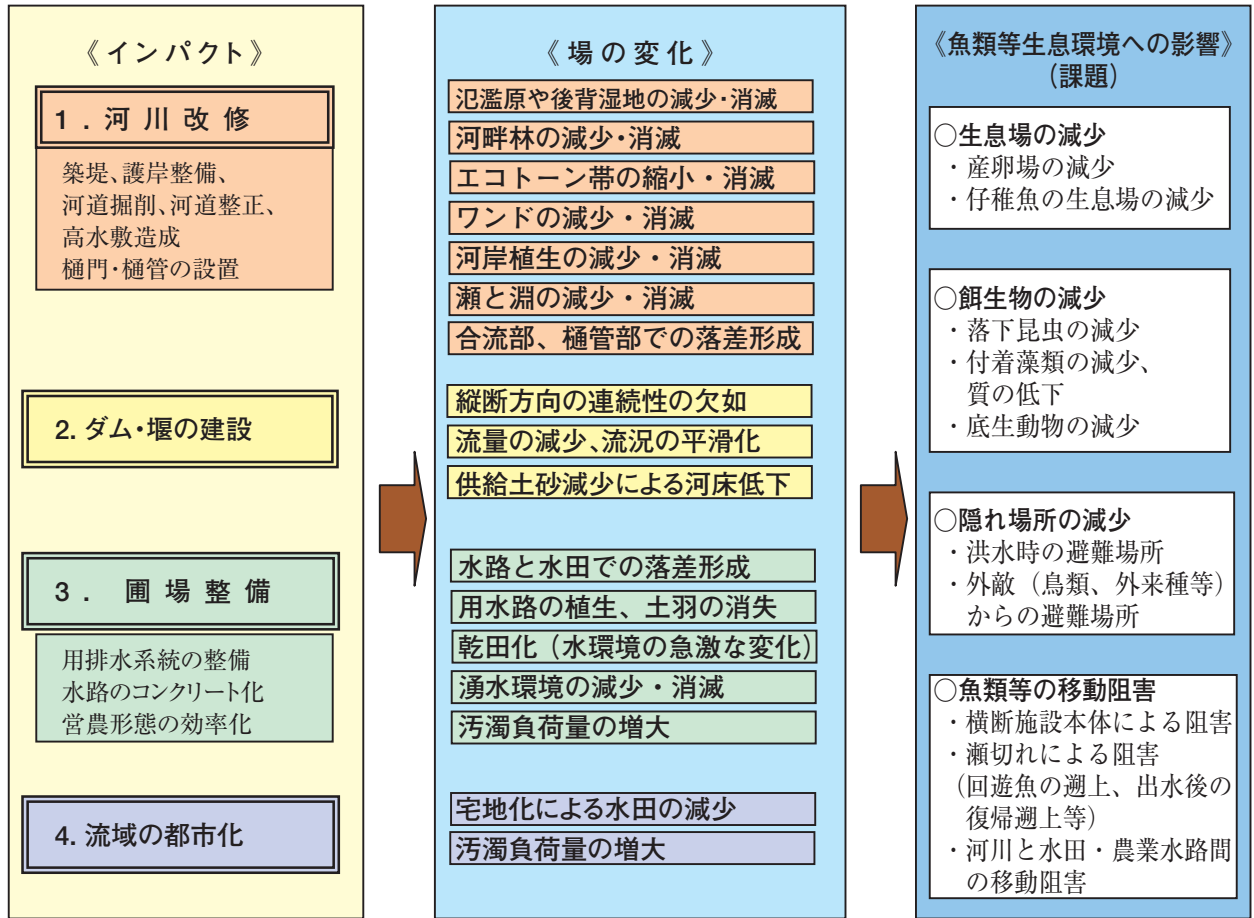 《インパクト》
1．河川改修
築堤、護岸整備、
河道掘削、河道整正、
高水敷造成
樋門・樋管の設置
2. ダム・堰の建設
3． 圃場整備
用排水系統の整備
水路のコンクリート化
営農形態の効率化
4. 流域の都市化
《場の変化》
氾濫原や後背湿地の減少・消滅
河畔林の減少・消滅
エコトーン帯の縮小・消滅
ワンドの減少・消滅
河岸植生の減少・消滅
瀬と淵の減少・消滅
合流部、樋管部での落差形成
縦断方向の連続性の欠如
流量の減少、流況の平滑化
供給土砂減少による河床低下
水路と水田での落差形成
用水路の植生、土羽の消失
乾田化（水環境の急激な変化）
湧水環境の減少・消滅
汚濁負荷量の増大
宅地化による水田の減少
汚濁負荷量の増大
《魚類等生息環境への影響》
（課題）
○生息場の減少
・産卵場の減少
・仔稚魚の生息場の減少
○餌生物の減少
・落下昆虫の減少
・付着藻類の減少、
質の低下
・底生動物の減少
○隠れ場所の減少
・洪水時の避難場所
・外敵（鳥類、外来種等）
からの避難場所
○魚類等の移動阻害
・横断施設本体による阻害
・瀬切れによる阻害
（回遊魚の遡上、出水後の
復帰遡上等）
・河川と水田・農業水路間
の移動阻害